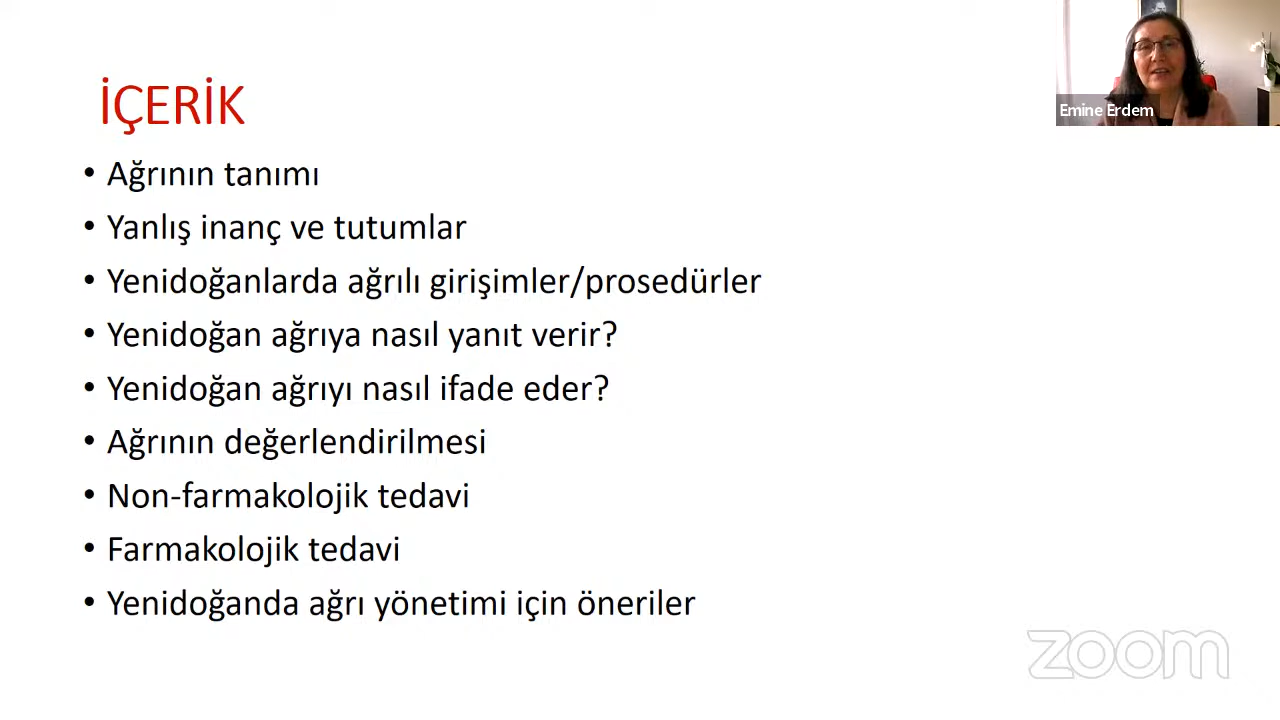 İÇERİK
• Ağrının tanımı
• Yanlış inanç ve tutumlar
• Yenidoğanlarda ağrılı girişimler/prosedürler
• Yenidoğan ağrıya nasıl yanıt verir?
• Yenidoğan ağrıyı nasıl ifade eder?
• Ağrının değerlendirilmesi
• Non-farmakolojik tedavi
• Farmakolojik tedavi
• Yenidoğanda ağrı yönetimi için öneriler
Emine Erdem
zoom